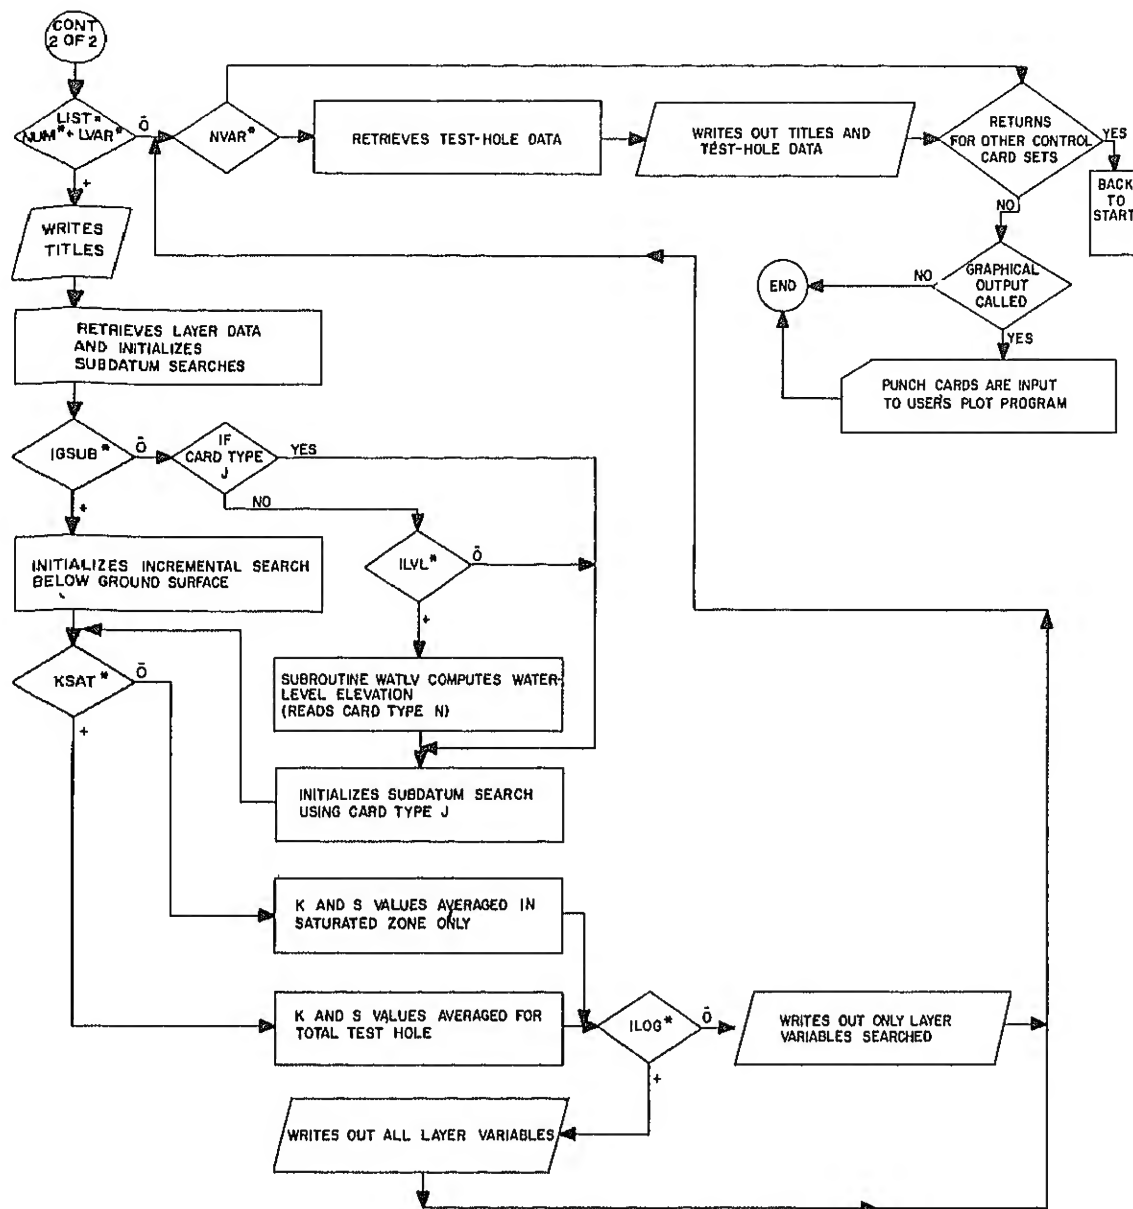 CONT
2 OF 2
LIST =
NUM* + LVAR*
Ō
NVAR*
RETRIEVES TEST-HOLE DATA
WRITES OUT TITLES AND
TEST-HOLE DATA
RETURNS
FOR OTHER CONTROL
CARD SETS
YES
BACK
TO
START
NO
GRAPHICAL
OUTPUT
CALLED
NO
END
YES
PUNCH CARDS ARE INPUT
TO USER'S PLOT PROGRAM
+
WRITES
TITLES
RETRIEVES LAYER DATA
AND INITIALIZES
SUBDATUM SEARCHES
IGSUB*
Ō
IF
CARD TYPE
J
YES
NO
+
ILVL*
Ō
INITIALIZES INCREMENTAL SEARCH
BELOW GROUND SURFACE
+
KSAT*
Ō
SUBROUTINE WATLV COMPUTES WATER-
LEVEL ELEVATION
(READS CARD TYPE N)
+
INITIALIZES SUBDATUM SEARCH
USING CARD TYPE J
K AND S VALUES AVERAGED IN
SATURATED ZONE ONLY
K AND S VALUES AVERAGED FOR
TOTAL TEST HOLE
ILOG*
Ō
WRITES OUT ONLY LAYER
VARIABLES SEARCHED
+
WRITES OUT ALL LAYER VARIABLES